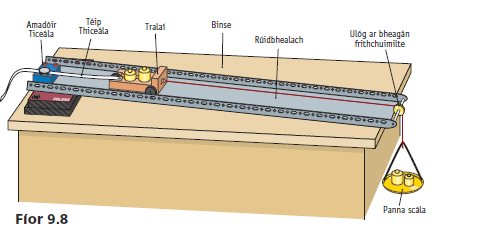 Amadóir
Ticeála
Téip
Thiceála
Tralaí
Binse
Rúidbhealach
Ulóg ar bheagán
frithchuimilte
Panna scála
Fíor 9.8